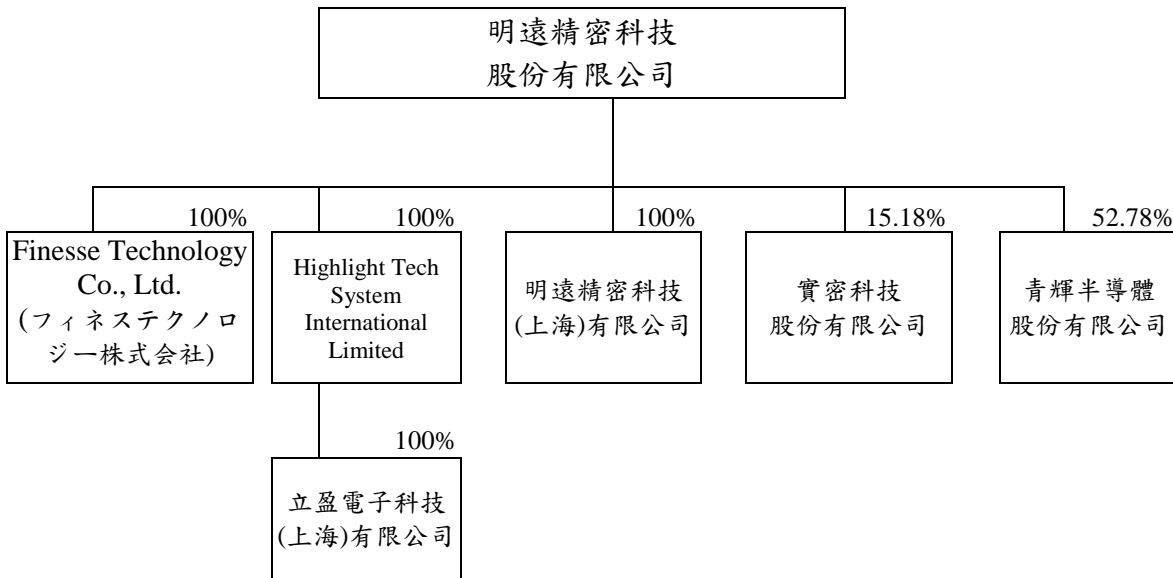 明遠精密科技
股份有限公司
100%
Finesse Technology
Co., Ltd.
(フィネステクノロ
ジー株式会社)
100%
Highlight Tech
System
International
Limited
100%
明遠精密科技
(上海)有限公司
15.18%
實密科技
股份有限公司
52.78%
青輝半導體
股份有限公司
100%
立盈電子科技
(上海)有限公司